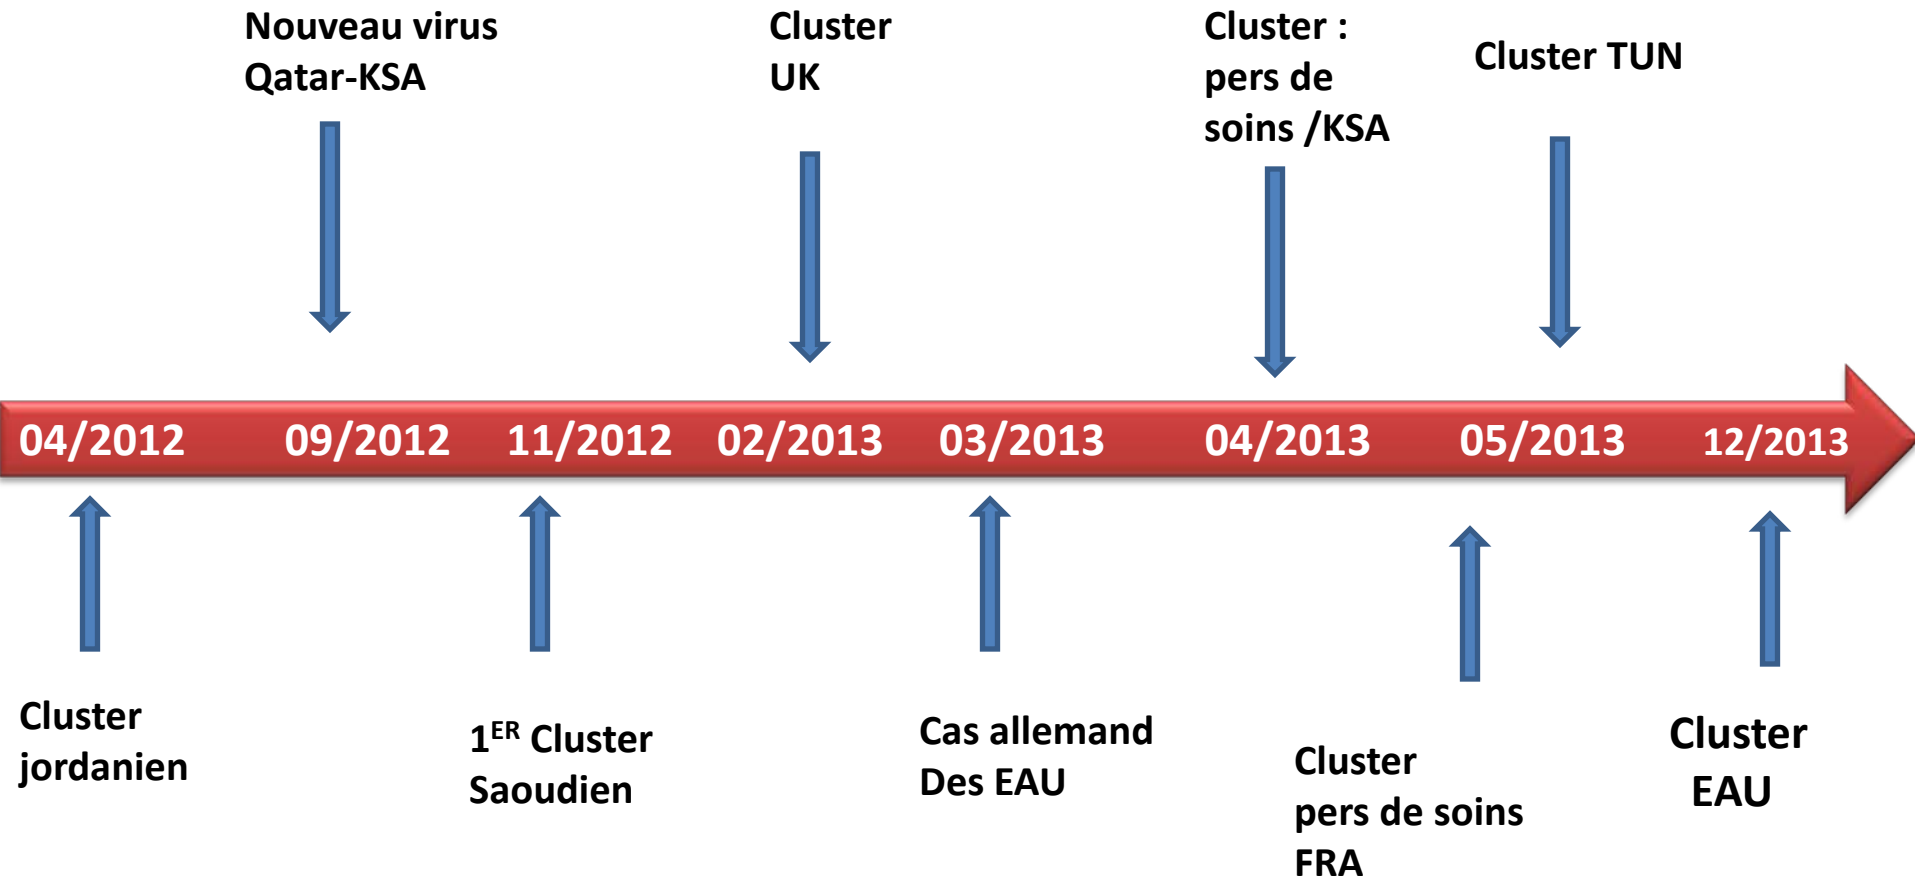 Nouveau virus
Qatar-KSA
Cluster
UK
Cluster :
pers de
soins /KSA
Cluster TUN
04/2012
09/2012
11/2012
02/2013
03/2013
04/2013
05/2013
12/2013
Cluster
jordanien
1ER Cluster
Saoudien
Cas allemand
Des EAU
Cluster
pers de soins
FRA
Cluster
EAU